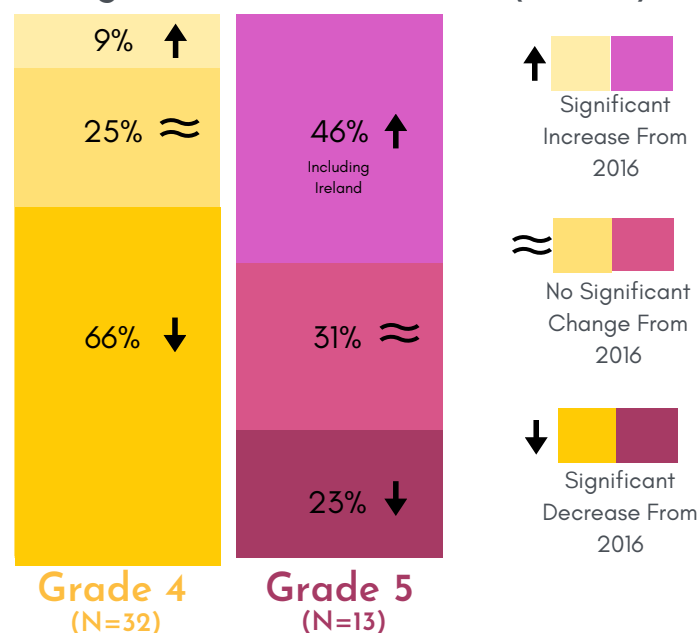 9%
25%
66%
46%
Including
Ireland
31%
23%
Grade 4
(N=32)
Grade 5
(N=13)
Significant
Increase From
2016
No Significant
Change From
2016
Significant
Decrease From
2016